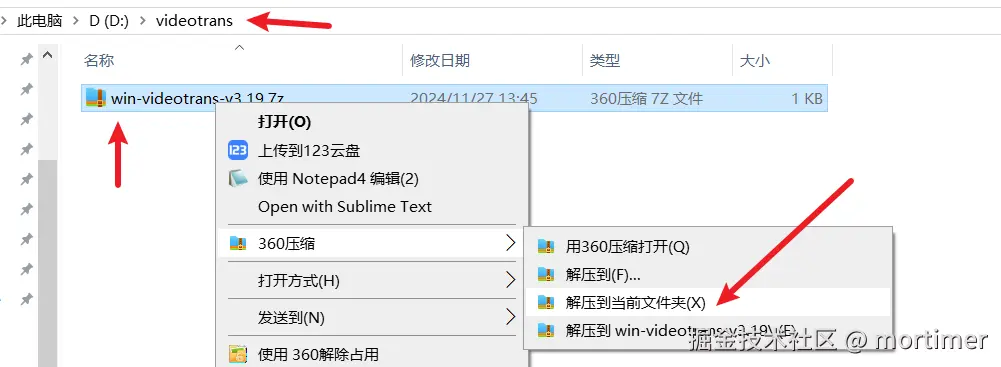 此电脑 D (D:) videotrans
名称 修改日期 类型 大小
win-videotrans-v3.19.7z 2024/11/27 13:45 360压缩 7Z 文件 1 KB
打开(O)
123 上传到123云盘
使用 Notepad4 编辑(2)
Open with Sublime Text
360压缩
打开方式(H)
发送到(N)
使用 360解除占用
用360压缩打开(Q)
解压到(F)...
解压到当前文件夹(X)
解压到 win-videotrans-v3.19\ (E)
掘金技术社区 @ mortimer